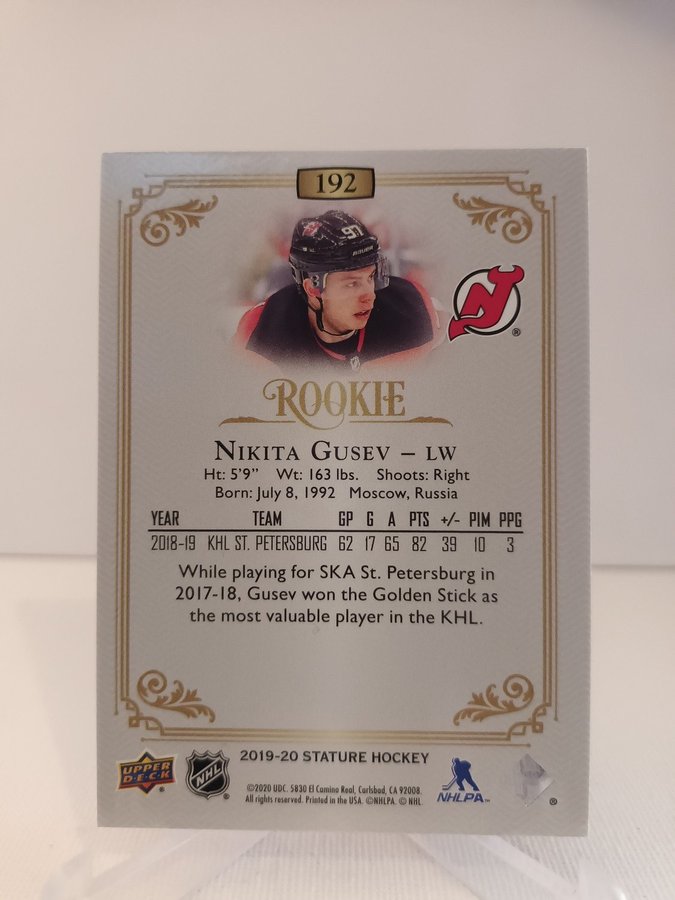 192
97
BAUER
ROOKIE
NIKITA GUSEV – LW
Ht: 5'9" Wt: 163 lbs. Shoots: Right
Born: July 8, 1992 Moscow, Russia
YEAR TEAM GP G A PTS +/- PIM PPG
2018-19 KHL ST. PETERSBURG 62 17 65 82 39 10 3
While playing for SKA St. Petersburg in
2017-18, Gusev won the Golden Stick as
the most valuable player in the KHL.
2019-20 STATURE HOCKEY
UPPER
D·E·C·K
NHL
©2020 UDC. 5830 El Camino Real, Carlsbad, CA 92008.
All rights reserved. Printed in the USA. ©NHLPA. © NHL
NHLPA™
®